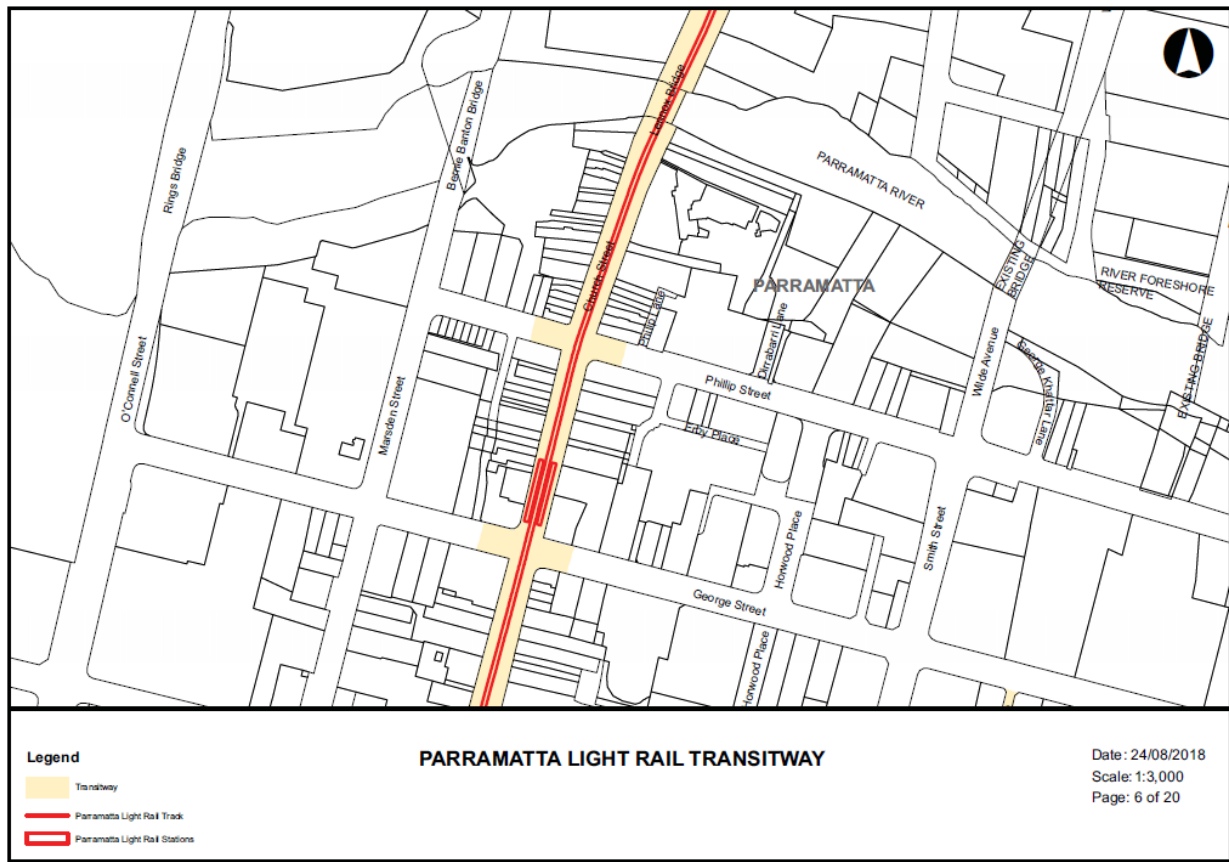 Lennox Bridge
Bernie Banton Bridge
Rings Bridge
PARRAMATTA RIVER
Church Street
EXISTING
BRIDGE
RIVER FORESHORE
RESERVE
PARRAMATTA
Philip Lane
Dirrabarri Lane
EXISTING BRIDGE
O'Connell Street
Marsden Street
Phillip Street
Wilde Avenue
George Khattar Lane
Erby Place
Horwood Place
Smith Street
George Street
Horwood Place
Legend
Transitway
Parramatta Light Rail Track
Parramatta Light Rail Stations
PARRAMATTA LIGHT RAIL TRANSITWAY
Date: 24/08/2018
Scale: 1:3,000
Page: 6 of 20